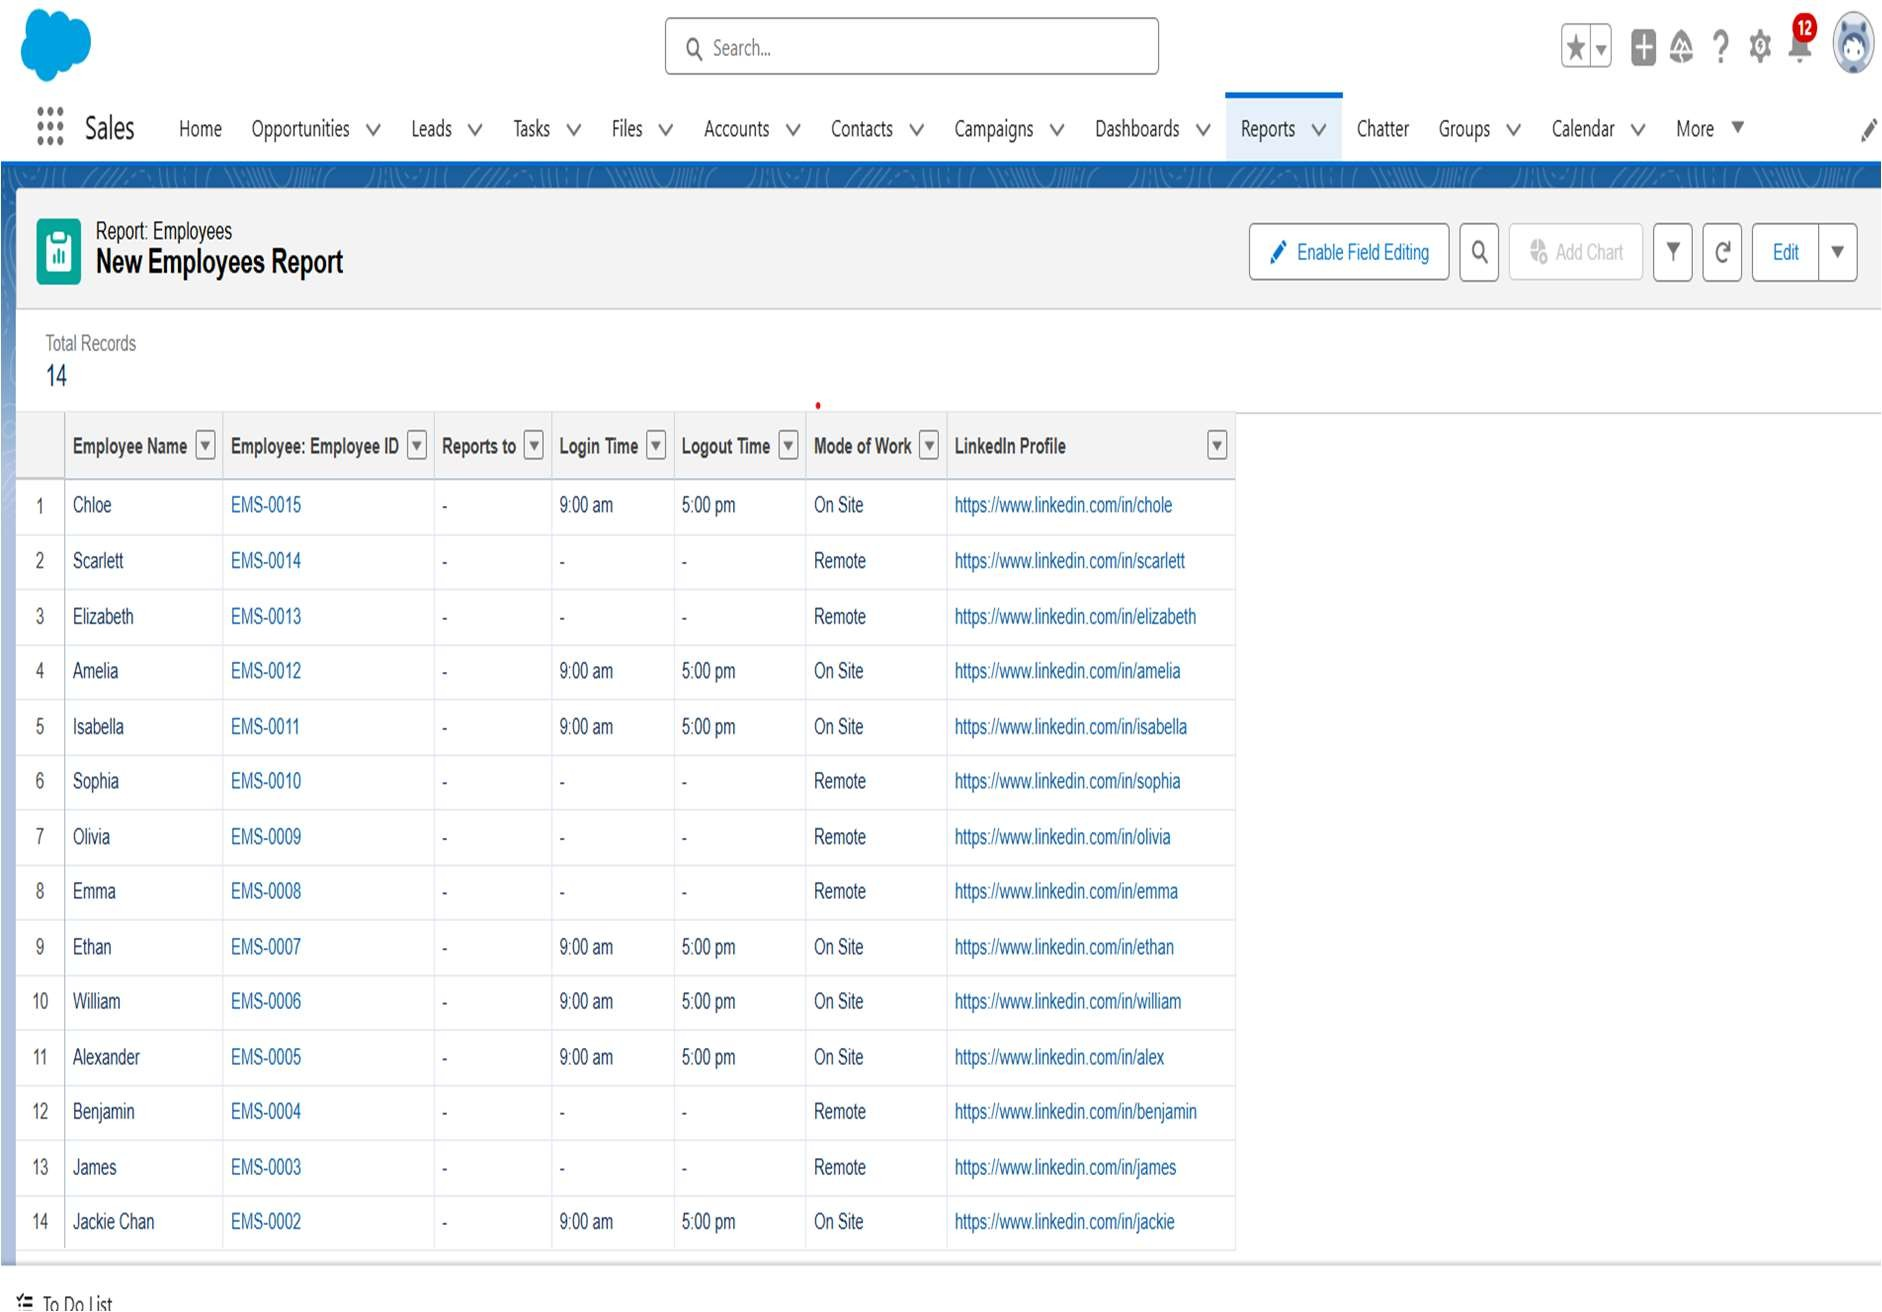 Search...
12
Sales Home Opportunities Leads Tasks Files Accounts Contacts Campaigns Dashboards Reports Chatter Groups Calendar More
Report: Employees
New Employees Report
Enable Field Editing Add Chart Edit
Total Records
14
Employee Name Employee: Employee ID Reports to Login Time Logout Time Mode of Work LinkedIn Profile
1 Chloe EMS-0015 - 9:00 am 5:00 pm On Site https://www.linkedin.com/in/chole
2 Scarlett EMS-0014 - - - Remote https://www.linkedin.com/in/scarlett
3 Elizabeth EMS-0013 - - - Remote https://www.linkedin.com/in/elizabeth
4 Amelia EMS-0012 - 9:00 am 5:00 pm On Site https://www.linkedin.com/in/amelia
5 Isabella EMS-0011 - 9:00 am 5:00 pm On Site https://www.linkedin.com/in/isabella
6 Sophia EMS-0010 - - - Remote https://www.linkedin.com/in/sophia
7 Olivia EMS-0009 - - - Remote https://www.linkedin.com/in/olivia
8 Emma EMS-0008 - - - Remote https://www.linkedin.com/in/emma
9 Ethan EMS-0007 - 9:00 am 5:00 pm On Site https://www.linkedin.com/in/ethan
10 William EMS-0006 - 9:00 am 5:00 pm On Site https://www.linkedin.com/in/william
11 Alexander EMS-0005 - 9:00 am 5:00 pm On Site https://www.linkedin.com/in/alex
12 Benjamin EMS-0004 - - - Remote https://www.linkedin.com/in/benjamin
13 James EMS-0003 - - - Remote https://www.linkedin.com/in/james
14 Jackie Chan EMS-0002 - 9:00 am 5:00 pm On Site https://www.linkedin.com/in/jackie
To Do List